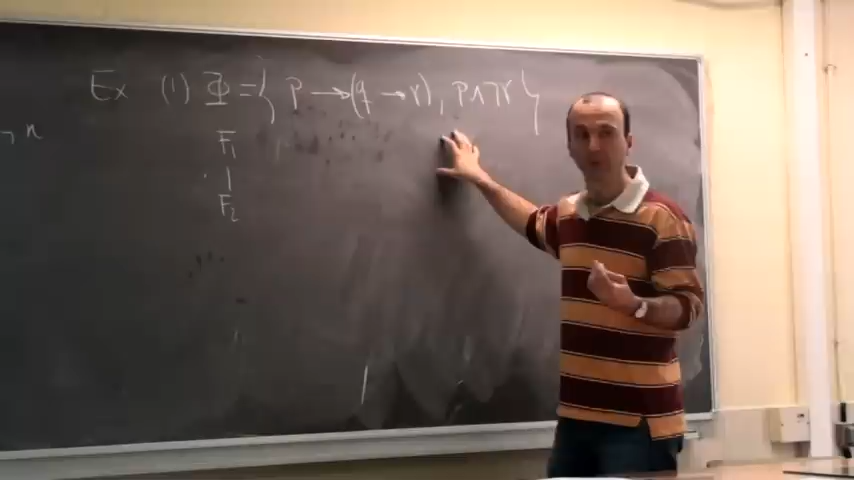 Ex (1) Φ = { p → (q → r), p ∧ ¬r }
¬ n
F₁
|
F₂